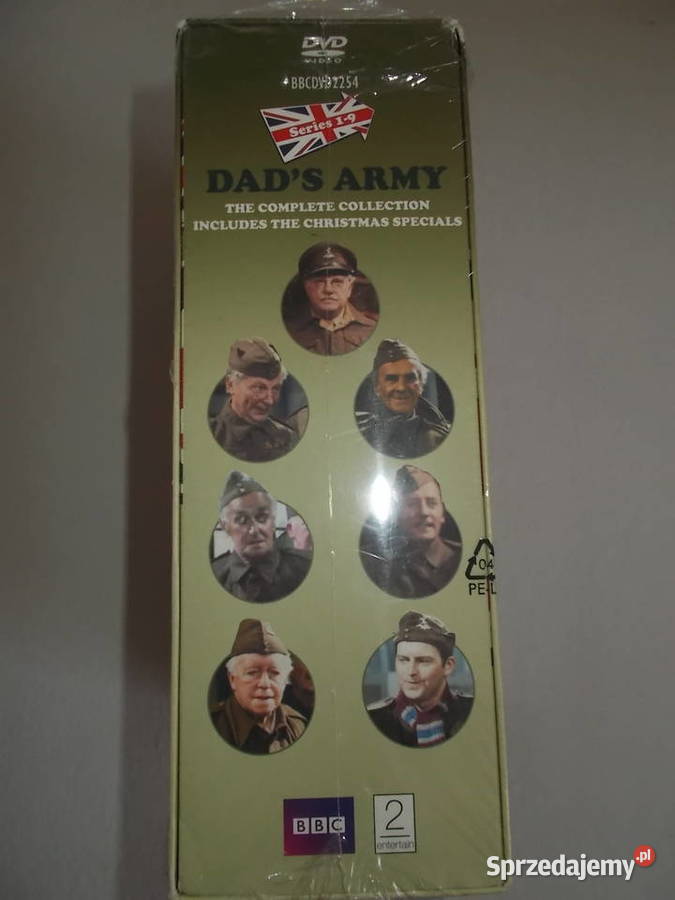 DVD
VIDEO
BBCDVD2254
Series 1-9
DAD'S ARMY
THE COMPLETE COLLECTION
INCLUDES THE CHRISTMAS SPECIALS
04
PE-L
BBC
2
entertain
Sprzedajemy.pl